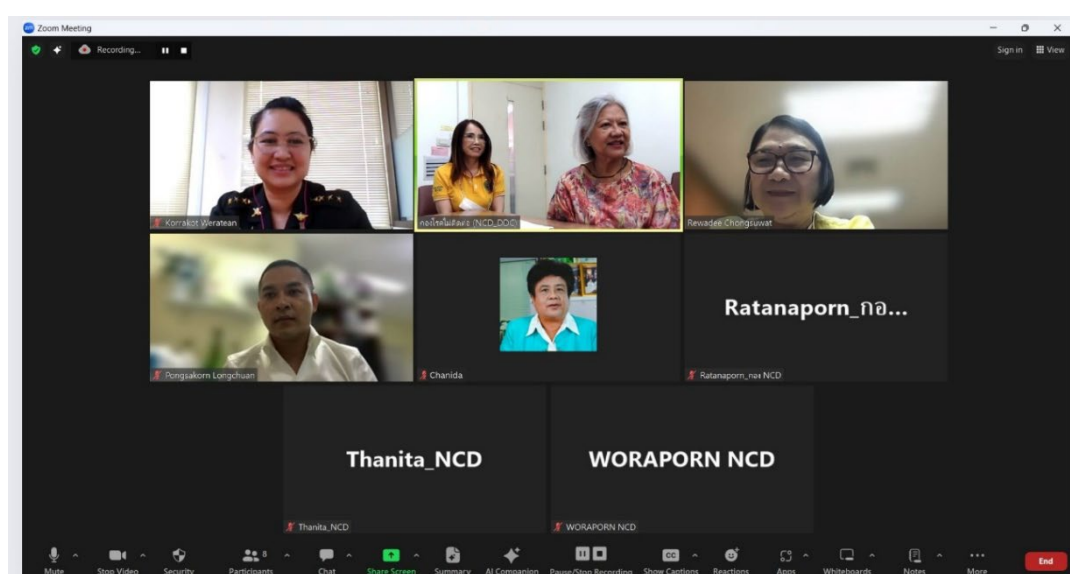 Zoom Meeting
Recording...
Sign in
View
Korrakot Weratean
กองโรคไม่ติดต่อ (NCD_DOC)
Rewadee Chongsuwat
Pongsakorn Longchuan
Chanida
Ratanaporn_กอ...
Ratanaporn_กอง NCD
Thanita_NCD
Thanita_NCD
WORAPORN NCD
WORAPORN NCD
Mute
Stop Video
Security
8
Participants
Chat
Share Screen
Summary
AI Companion
Pause/Stop Recording
CC
Show Captions
Reactions
Apps
Whiteboards
Notes
More
End